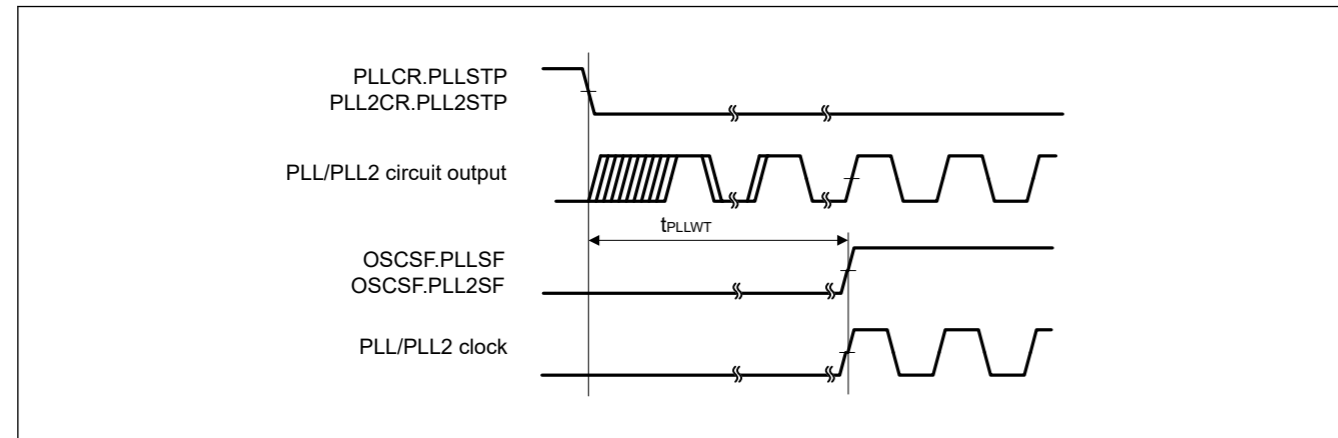 PLLCR.PLLSTP
PLL2CR.PLL2STP
PLL/PLL2 circuit output
tPLLWT
OSCSF.PLLSF
OSCSF.PLL2SF
PLL/PLL2 clock